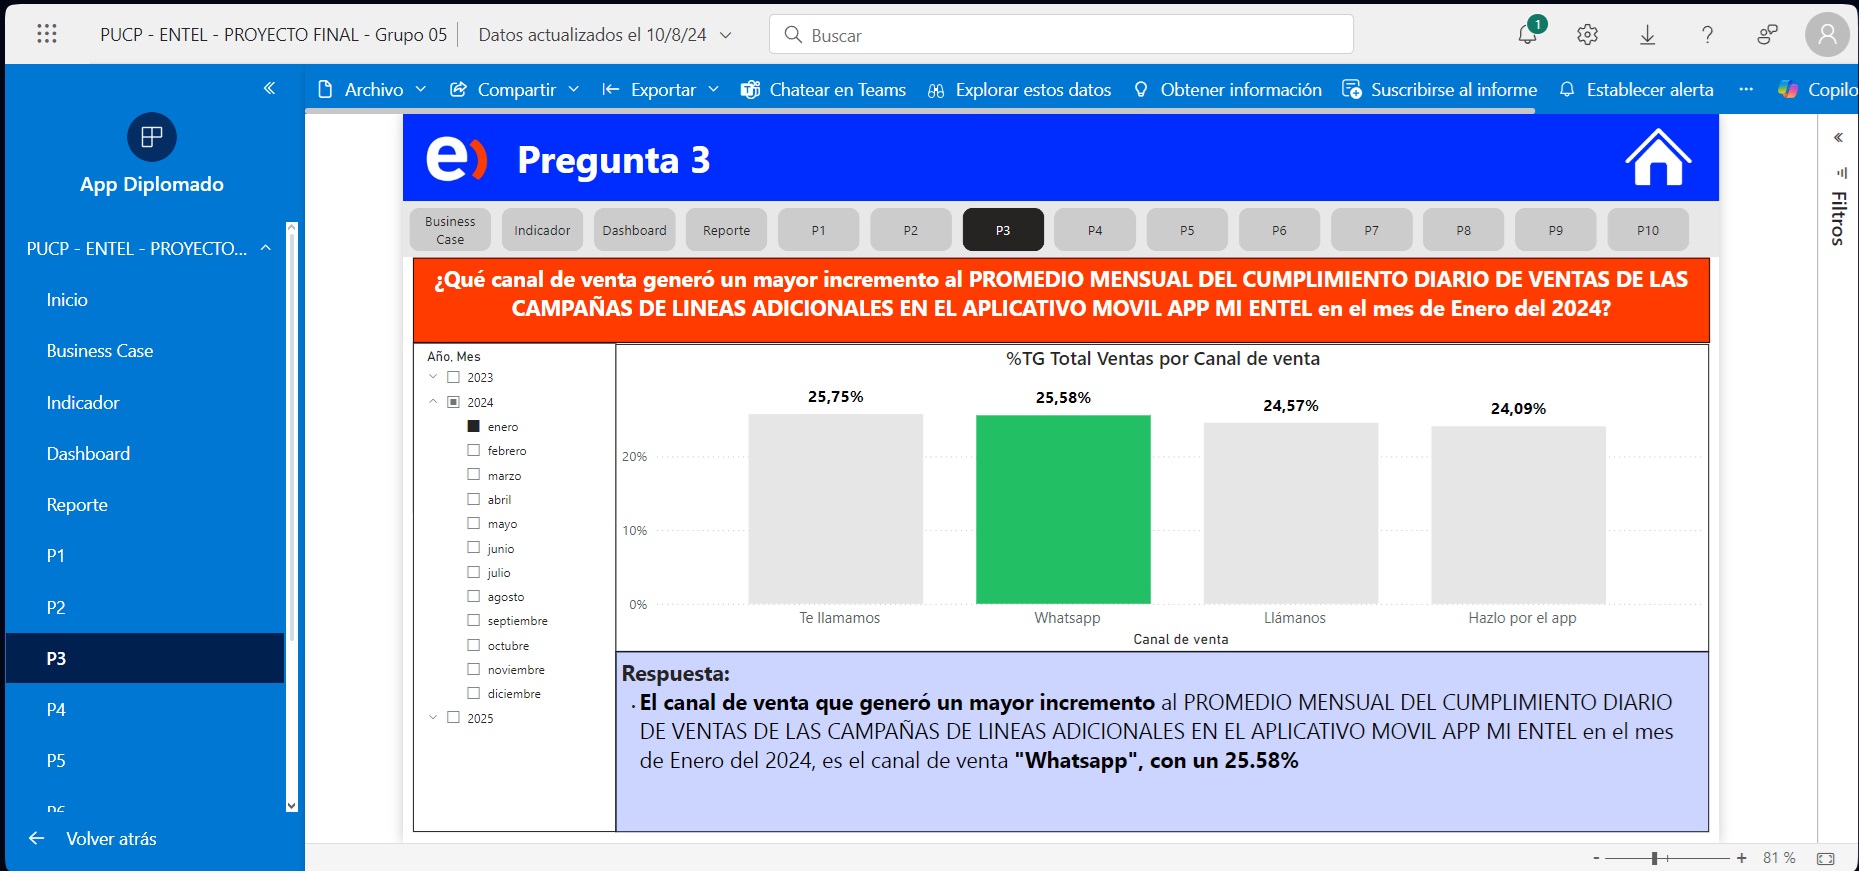 PUCP - ENTEL - PROYECTO FINAL - Grupo 05
Datos actualizados el 10/8/24
Buscar
1
Archivo
Compartir
Exportar
Chatear en Teams
Explorar estos datos
Obtener información
Suscribirse al informe
Establecer alerta
Copilo
App Diplomado
PUCP - ENTEL - PROYECTO...
Inicio
Business Case
Indicador
Dashboard
Reporte
P1
P2
P3
P4
P5
P6
Volver atrás
e) Pregunta 3
Business Case
Indicador
Dashboard
Reporte
P1
P2
P3
P4
P5
P6
P7
P8
P9
P10
¿Qué canal de venta generó un mayor incremento al PROMEDIO MENSUAL DEL CUMPLIMIENTO DIARIO DE VENTAS DE LAS
CAMPAÑAS DE LINEAS ADICIONALES EN EL APLICATIVO MOVIL APP MI ENTEL en el mes de Enero del 2024?
Año, Mes
2023
2024
enero
febrero
marzo
abril
mayo
junio
julio
agosto
septiembre
octubre
noviembre
diciembre
2025
%TG Total Ventas por Canal de venta
25,75%
25,58%
24,57%
24,09%
20%
10%
0%
Te llamamos
Whatsapp
Llámanos
Hazlo por el app
Canal de venta
Respuesta:
· El canal de venta que generó un mayor incremento al PROMEDIO MENSUAL DEL CUMPLIMIENTO DIARIO
DE VENTAS DE LAS CAMPAÑAS DE LINEAS ADICIONALES EN EL APLICATIVO MOVIL APP MI ENTEL en el mes
de Enero del 2024, es el canal de venta "Whatsapp", con un 25.58%
Filtros
- + 81 %